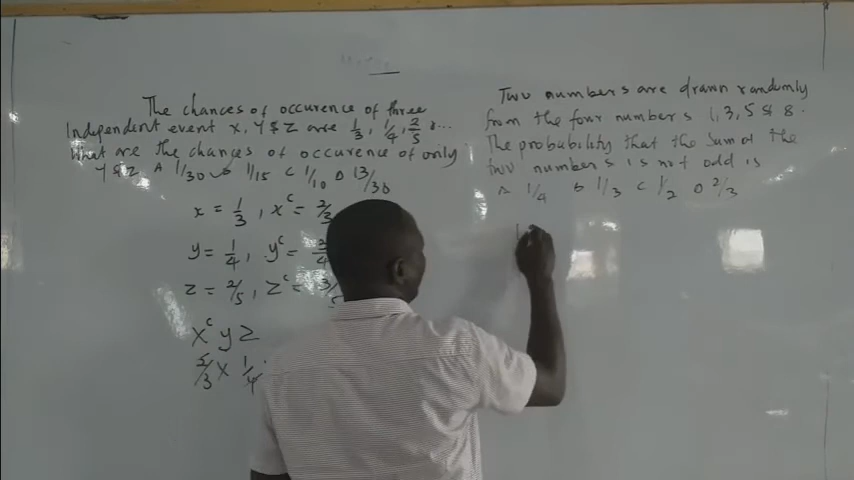 The chances of occurence of three
Independent event x, Y & Z are 1/3, 1/4, 2/5
What are the chances of occurence of only
Y & Z A 1/30 B 1/15 C 1/10 D 13/30
x = 1/3, xᶜ = 2/3
y = 1/4, yᶜ = 3/4
z = 2/5, zᶜ = 3/5
Xᶜ y z
2/3 X 1/4
Two numbers are drawn randomly
from the four numbers 1, 3, 5 & 8.
The probability that the sum of the
two numbers is not odd is
A 1/4 B 1/3 C 1/2 D 2/3